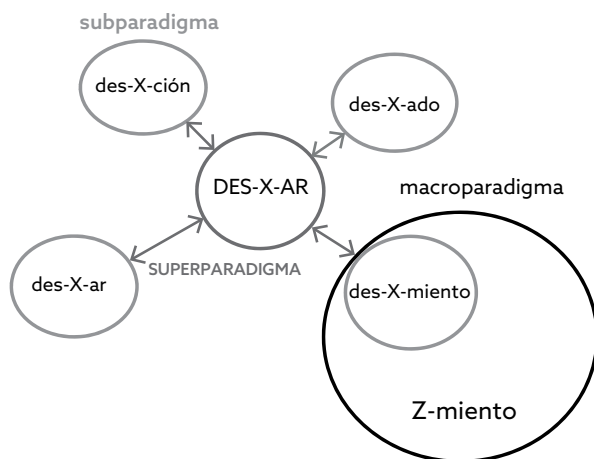 subparadigma
des-X-ción
des-X-ado
DES-X-AR
macroparadigma
des-X-ar
SUPERPARADIGMA
des-X-miento
Z-miento